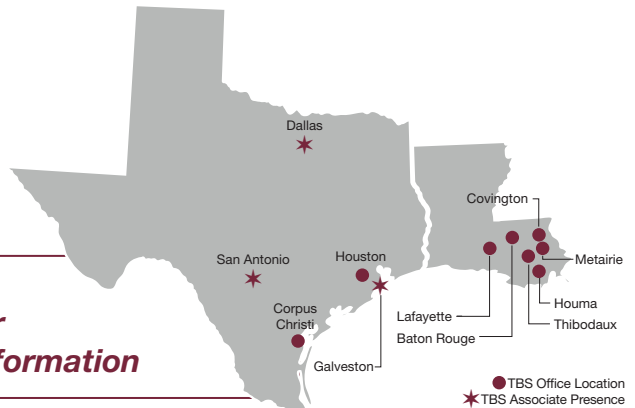 Dallas
Covington
San Antonio
Houston
Metairie
Corpus
Christi
Lafayette
Houma
Baton Rouge
Thibodaux
Galveston
r
formation
TBS Office Location
TBS Associate Presence